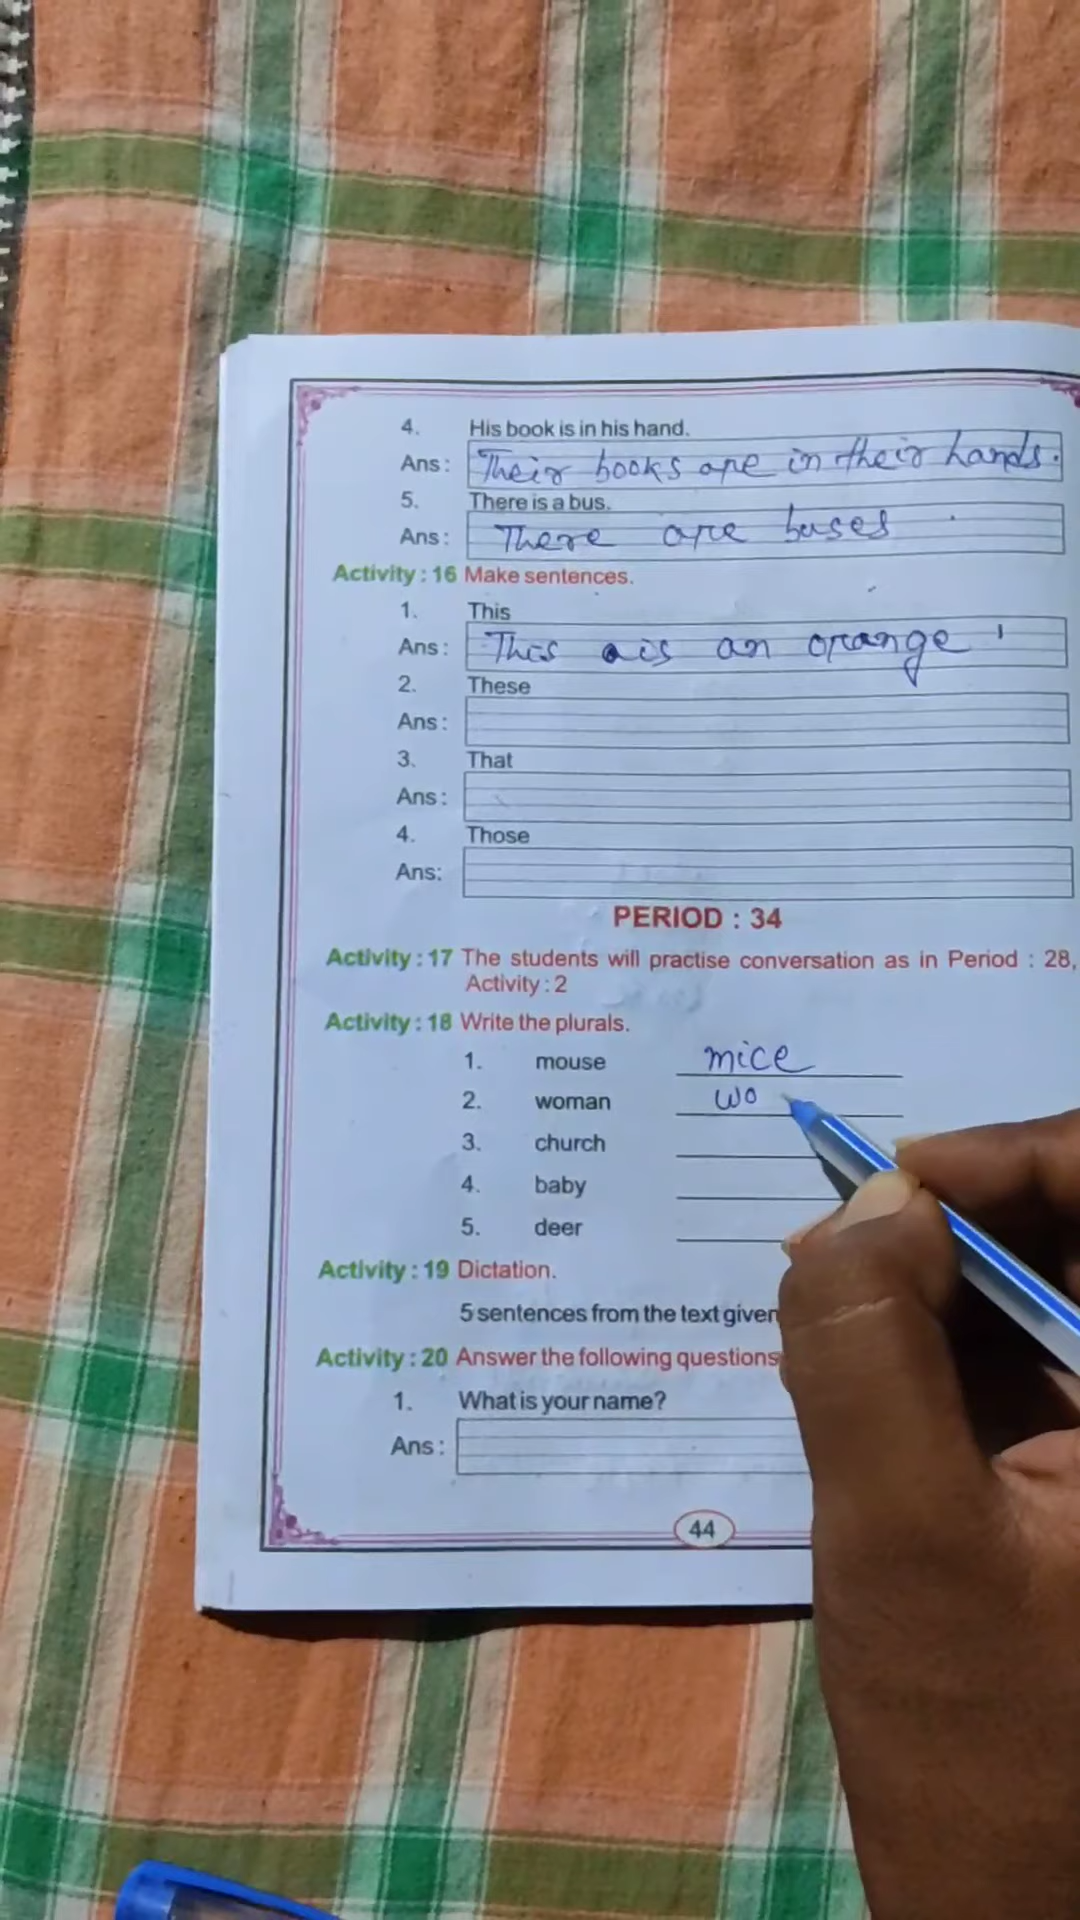 4. His book is in his hand.
Ans : Their books are in their hands.
5. There is a bus.
Ans : There are buses .
Activity : 16 Make sentences.
1. This
Ans : This is an orange
2. These
Ans :
3. That
Ans :
4. Those
Ans:
PERIOD : 34
Activity : 17 The students will practise conversation as in Period : 28,
Activity : 2
Activity : 18 Write the plurals.
1. mouse mice
2. woman wo
3. church
4. baby
5. deer
Activity : 19 Dictation.
5 sentences from the text given
Activity : 20 Answer the following questions
1. What is your name?
Ans :
44